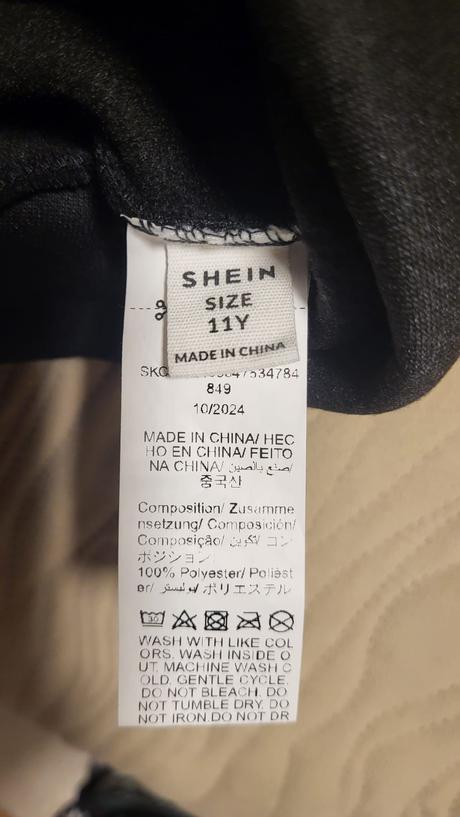 SHEIN
SIZE
11Y
MADE IN CHINA
SKC
849
10/2024
MADE IN CHINA/ HEC
HO EN CHINA/ FEITO
NA CHINA/ صنع بالصين/
중국산
Composition/ Zusamme
nsetzung/ Composición/
Composição/ تكوين/ コン
ポジション
100% Polyester/ Poliést
er/ بوليستر/ ポリエステル
30
WASH WITH LIKE COL
ORS. WASH INSIDE O
UT. MACHINE WASH C
OLD. GENTLE CYCLE.
DO NOT BLEACH. DO
NOT TUMBLE DRY. DO
NOT IRON.DO NOT DR